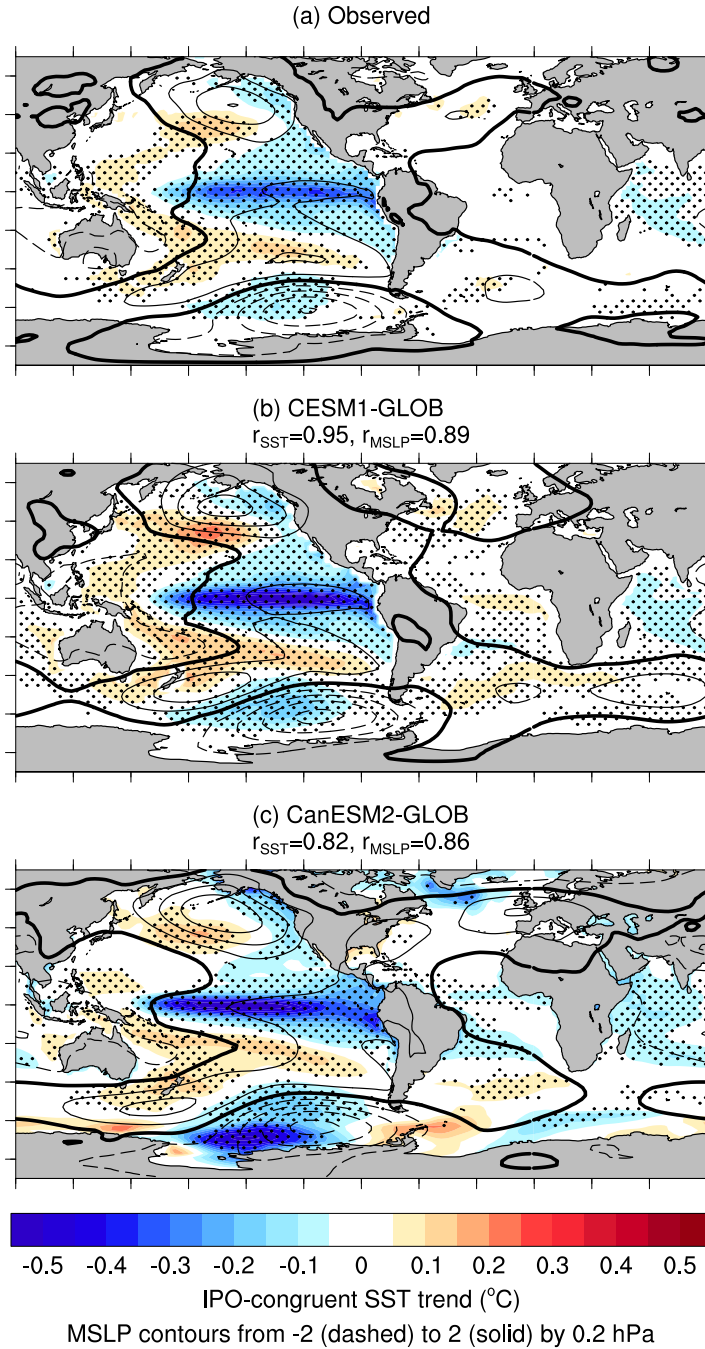 (a) Observed
(b) CESM1-GLOB
r_SST=0.95, r_MSLP=0.89
(c) CanESM2-GLOB
r_SST=0.82, r_MSLP=0.86
-0.5 -0.4 -0.3 -0.2 -0.1 0 0.1 0.2 0.3 0.4 0.5
IPO-congruent SST trend (°C)
MSLP contours from -2 (dashed) to 2 (solid) by 0.2 hPa